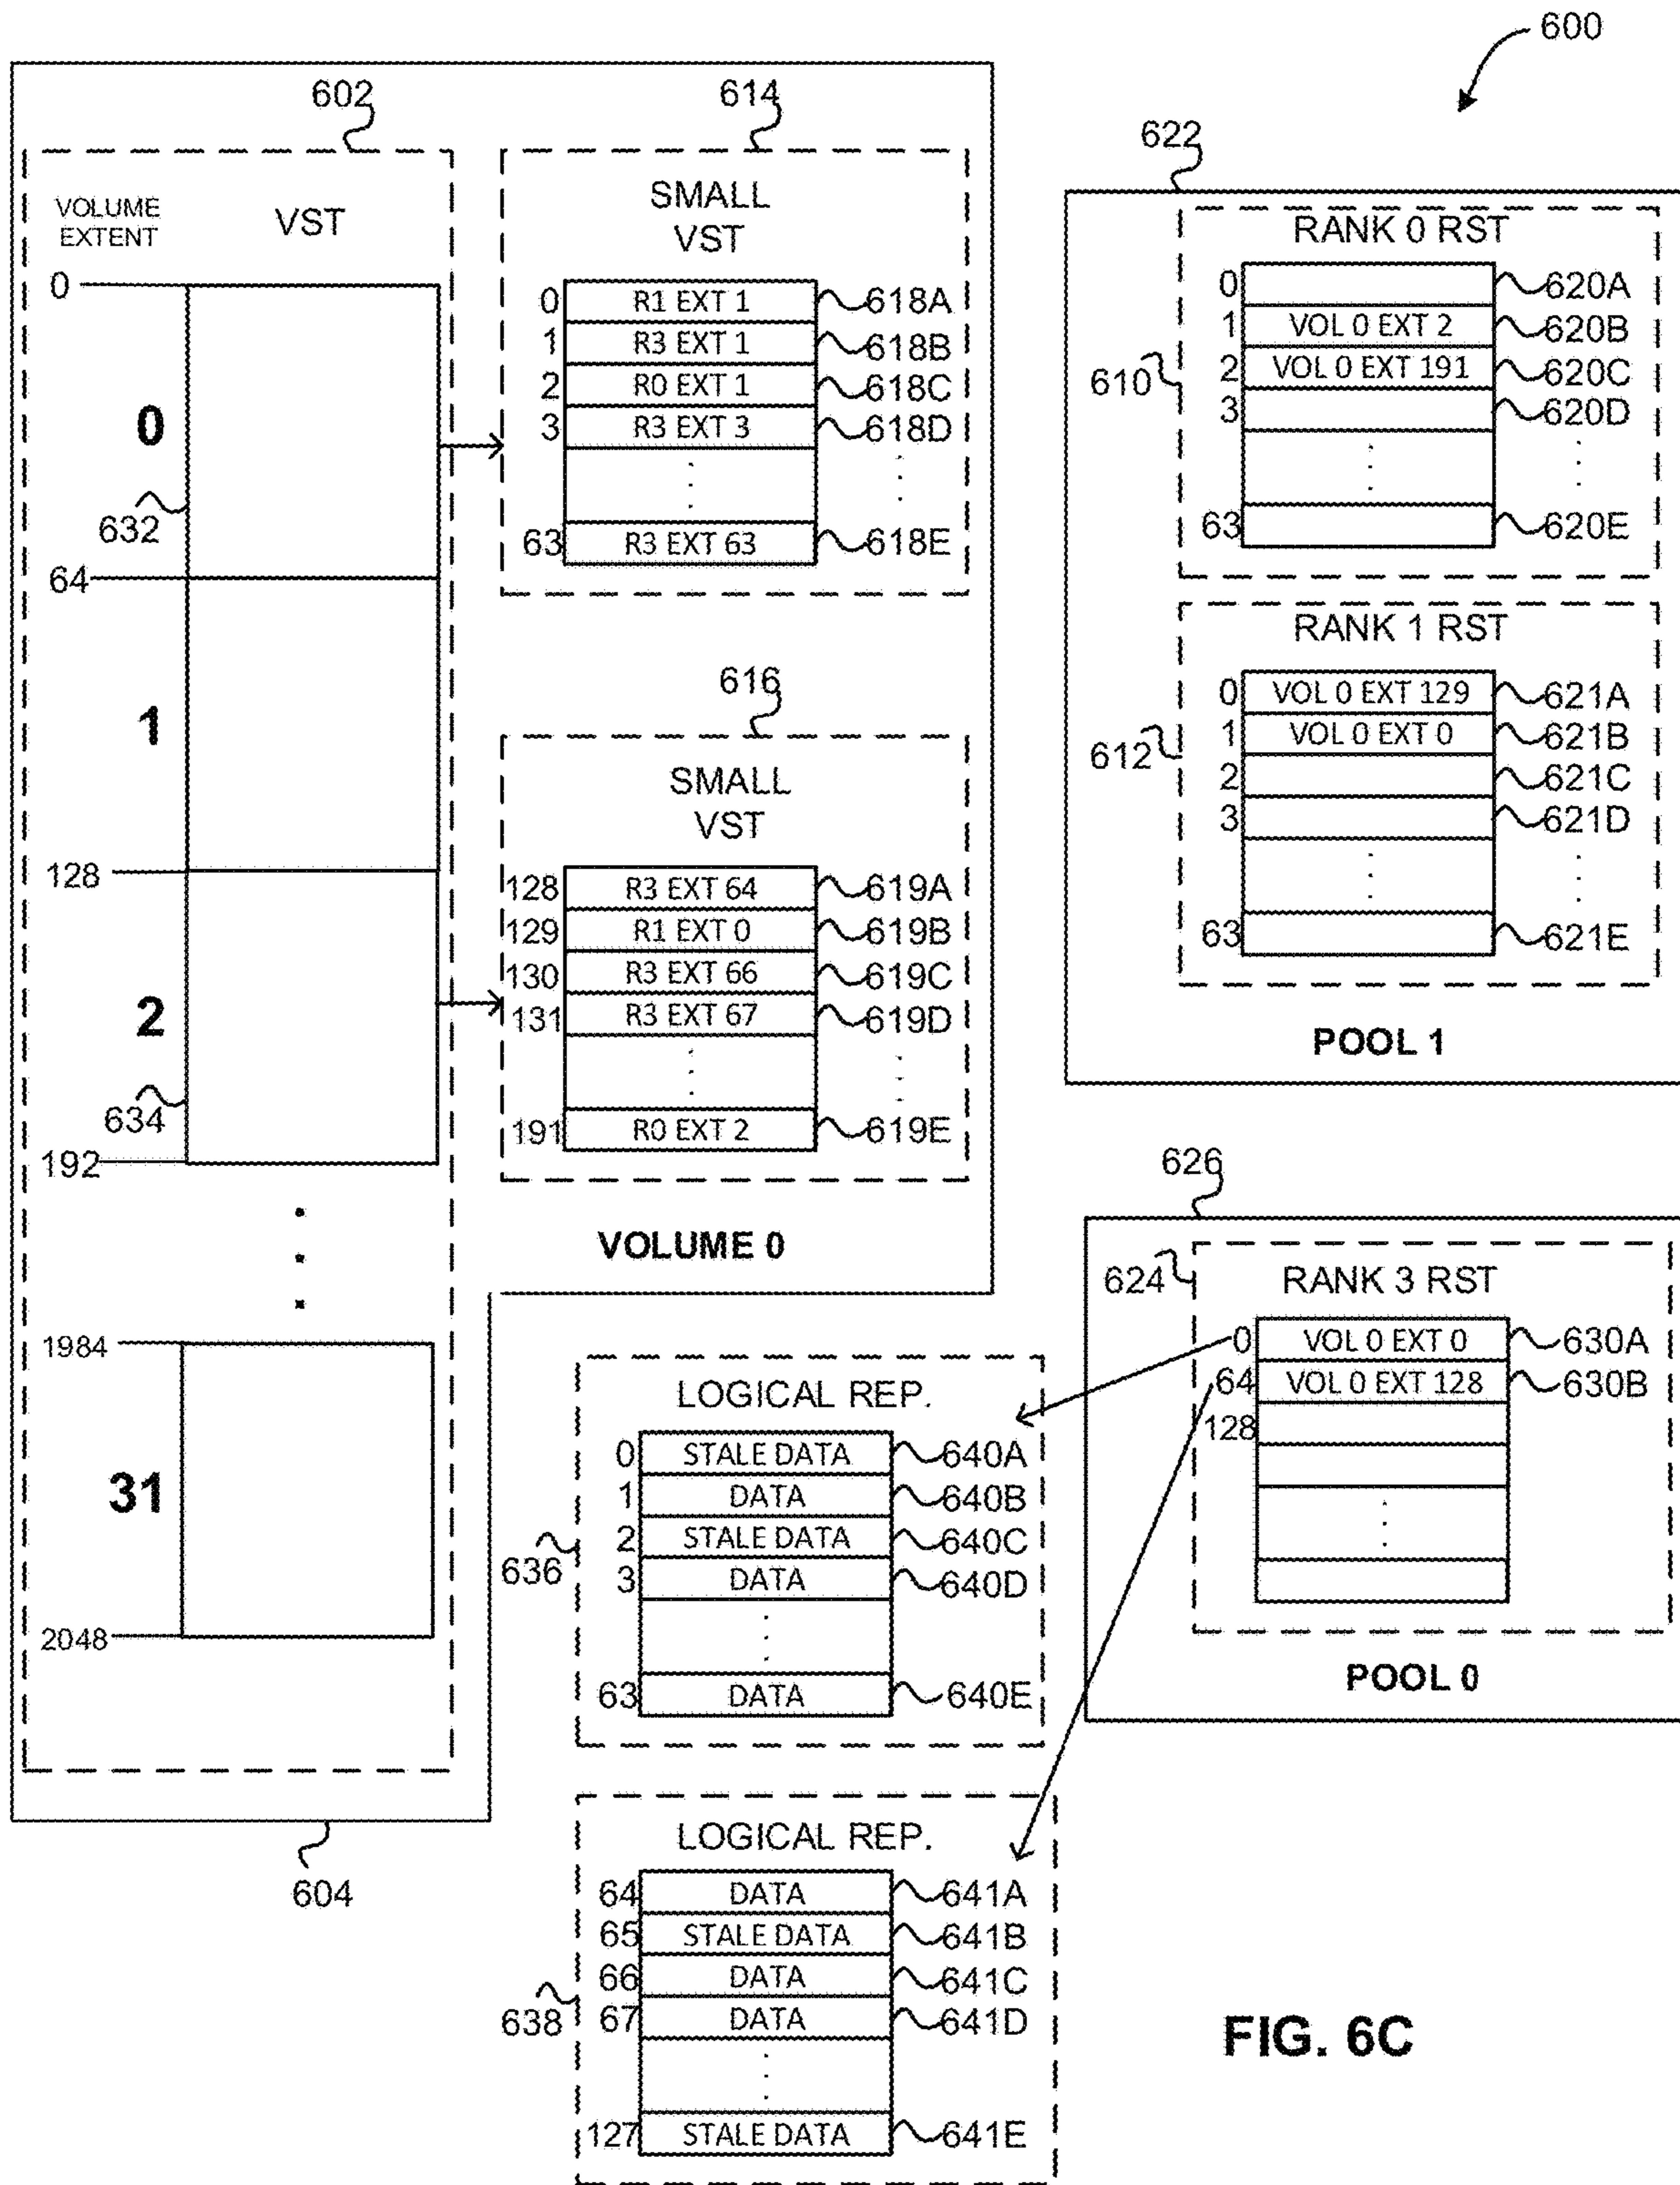 600
602
614
622
VOLUME
EXTENT
VST
SMALL
VST
0
64
128
192
1984
2048
0
1
2
31
632
634
0 R1 EXT 1 618A
1 R3 EXT 1 618B
2 R0 EXT 1 618C
3 R3 EXT 3 618D
63 R3 EXT 63 618E
616
SMALL
VST
128 R3 EXT 64 619A
129 R1 EXT 0 619B
130 R3 EXT 66 619C
131 R3 EXT 67 619D
191 R0 EXT 2 619E
VOLUME 0
604
RANK 0 RST
610
0 620A
1 VOL 0 EXT 2 620B
2 VOL 0 EXT 191 620C
3 620D
63 620E
RANK 1 RST
612
0 VOL 0 EXT 129 621A
1 VOL 0 EXT 0 621B
2 621C
3 621D
63 621E
POOL 1
626
624
RANK 3 RST
0 VOL 0 EXT 0 630A
64 VOL 0 EXT 128 630B
128
POOL 0
LOGICAL REP.
636
0 STALE DATA 640A
1 DATA 640B
2 STALE DATA 640C
3 DATA 640D
63 DATA 640E
LOGICAL REP.
638
64 DATA 641A
65 STALE DATA 641B
66 DATA 641C
67 DATA 641D
127 STALE DATA 641E
FIG. 6C